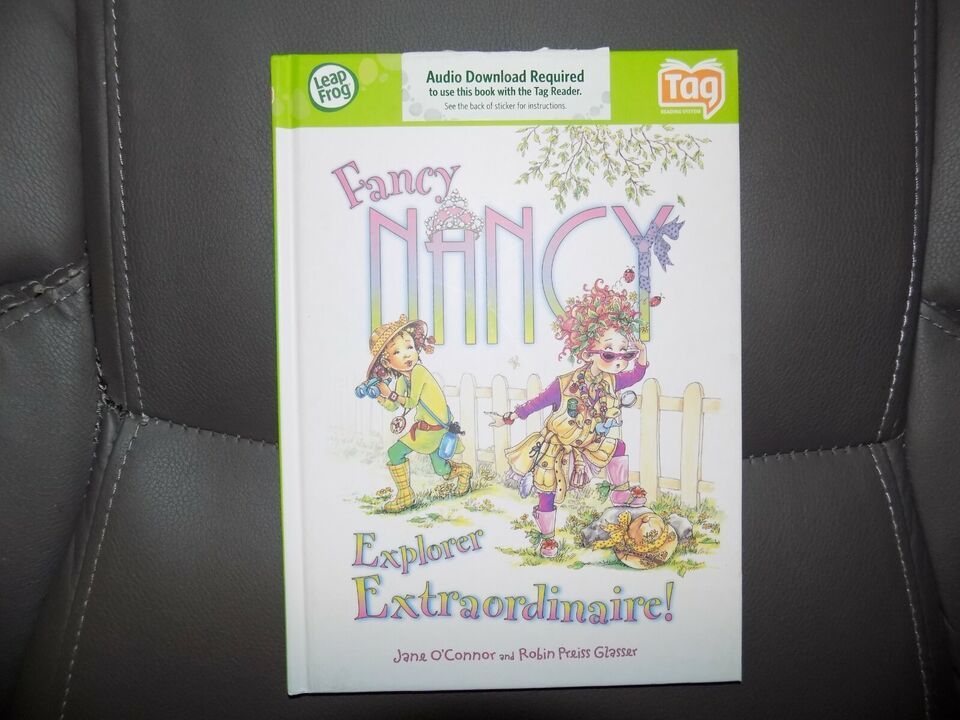 Leap
Frog
Audio Download Required
to use this book with the Tag Reader.
See the back of sticker for instructions.
Tag
READING SYSTEM
Fancy
NANCY
Explorer
Extraordinaire!
Jane O'Connor and Robin Preiss Glasser